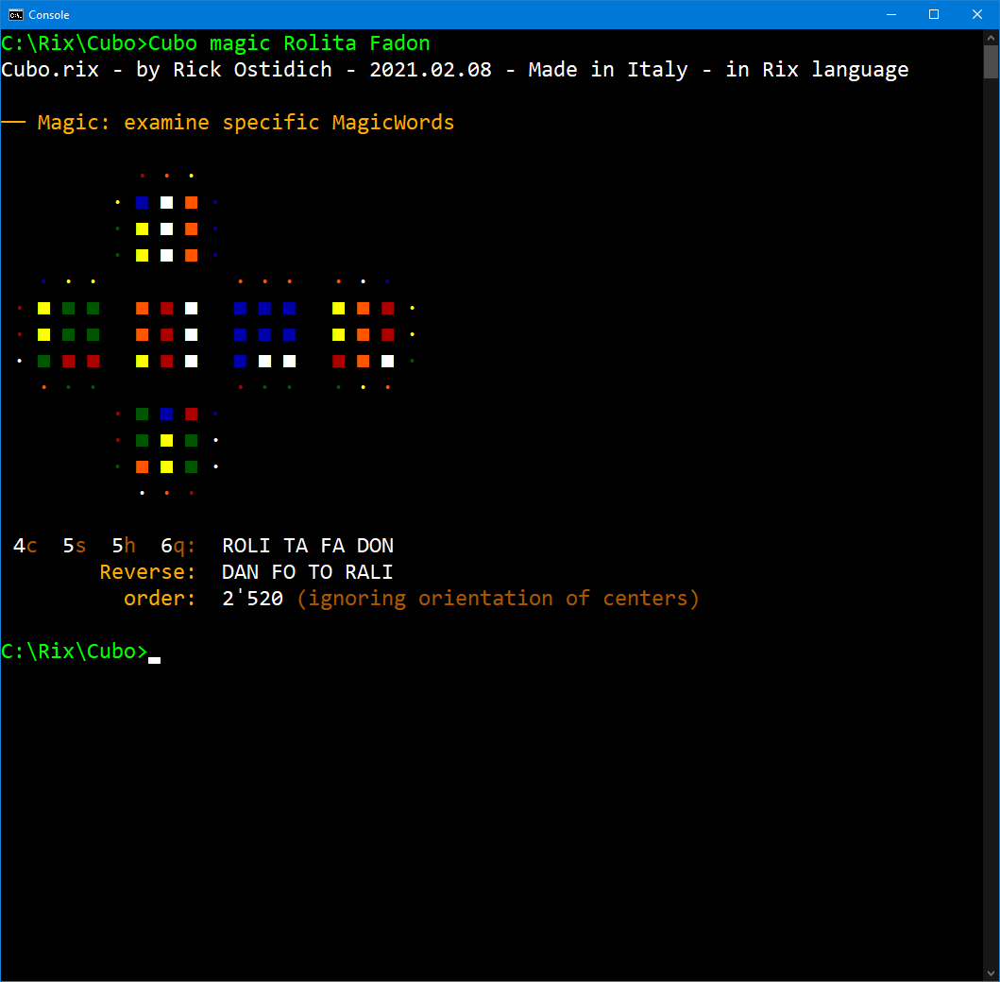 Console
C:\Rix\Cubo>Cubo magic Rolita Fadon
Cubo.rix - by Rick Ostidich - 2021.02.08 - Made in Italy - in Rix language
── Magic: examine specific MagicWords
4c 5s 5h 6q: ROLI TA FA DON
Reverse: DAN FO TO RALI
order: 2'520 (ignoring orientation of centers)
C:\Rix\Cubo>